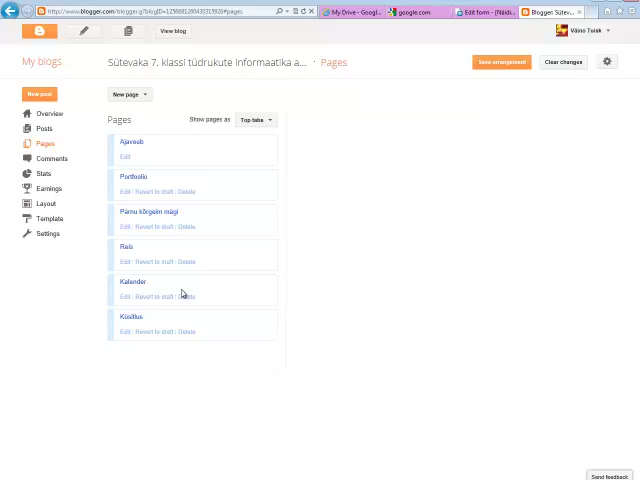 http://www.blogger.com/blogger.g?blogID=1256681269430315926#pages
My Drive - Googl...
google.com
Edit form - [Näidi...
Blogger Sütev...
View blog
Väino Tsisk
My blogs
Sütevaka 7. klassi tüdrukute informaatika a... · Pages
Save arrangement
Clear changes
New post
New page
Overview
Posts
Pages
Comments
Stats
Earnings
Layout
Template
Settings
Pages
Show pages as
Top tabs
Ajaveeb
Edit
Portfoolio
Edit | Revert to draft | Delete
Pärnu kõrgeim mägi
Edit | Revert to draft | Delete
Reis
Edit | Revert to draft | Delete
Kalender
Edit | Revert to draft | Delete
Küsitlus
Edit | Revert to draft | Delete
Send feedback